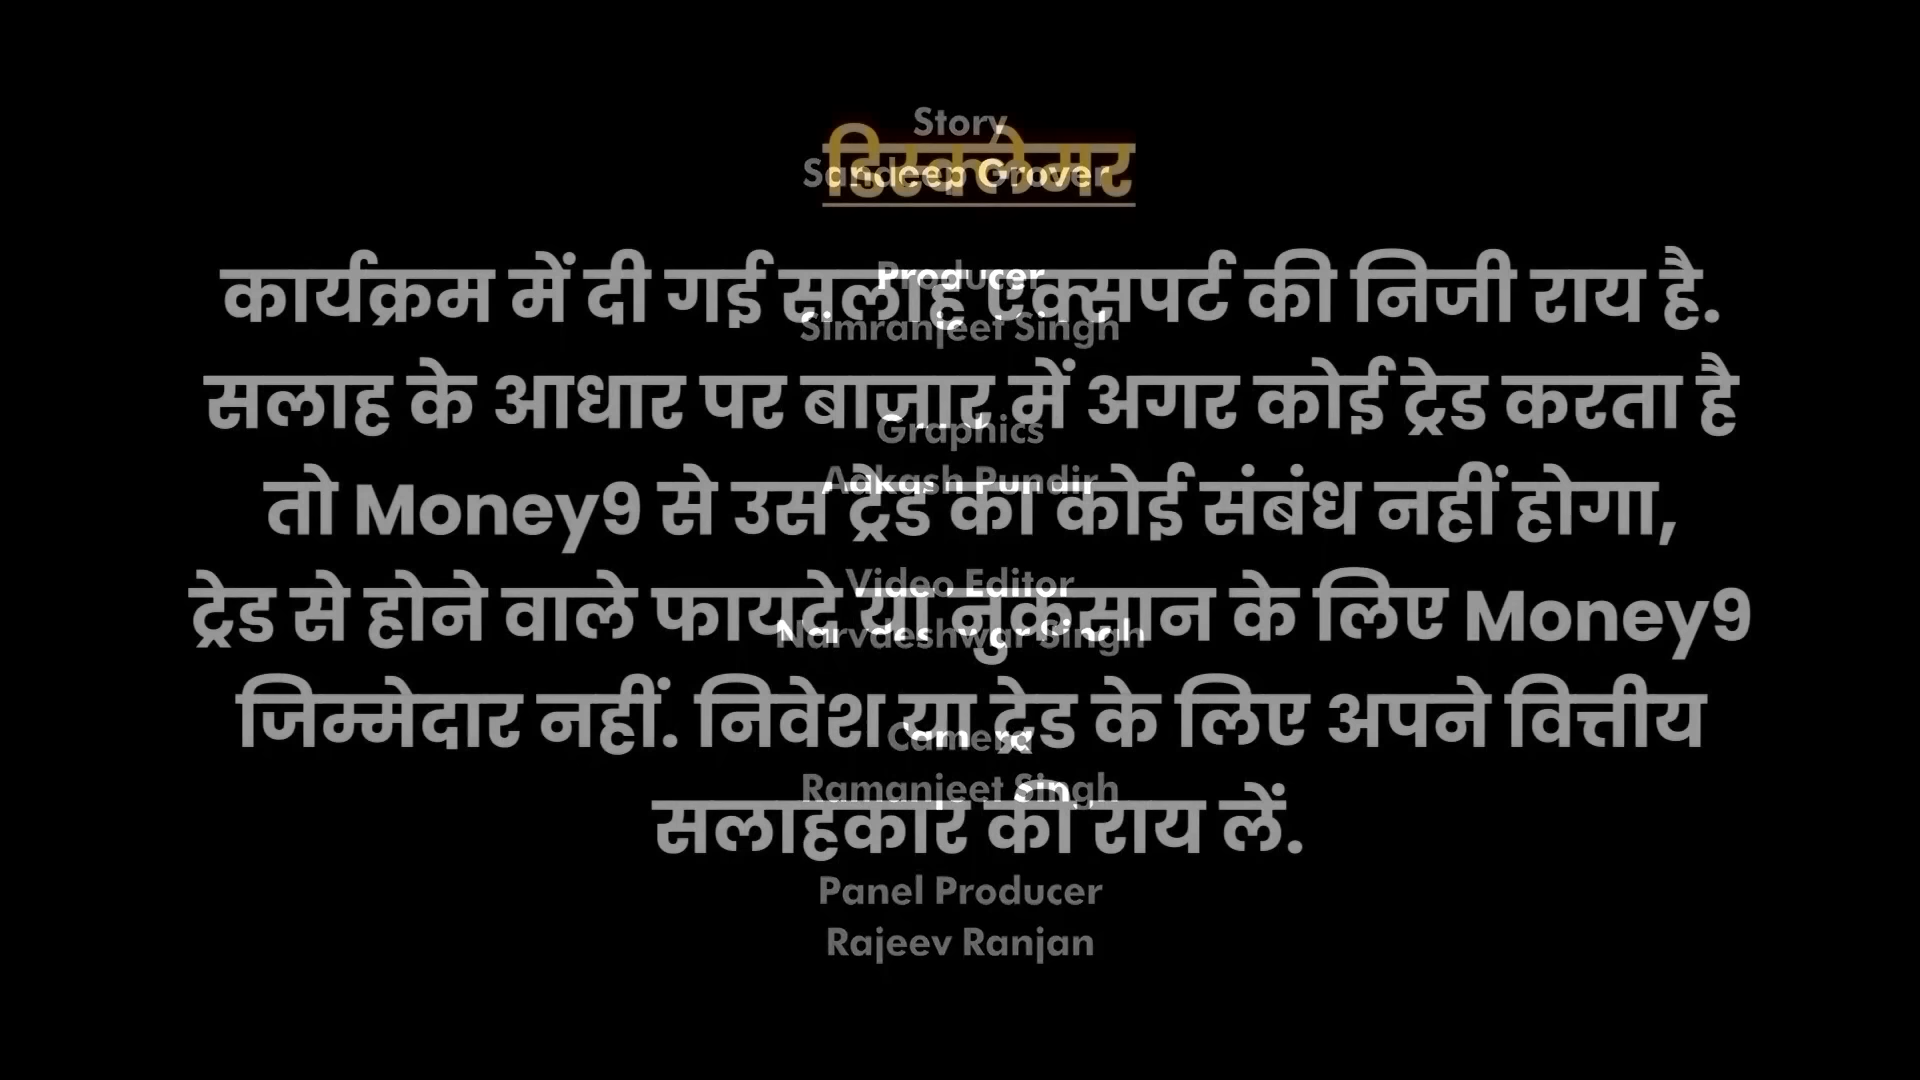 Story
डिस्क्लेमर
Sandeep Grover
Producer
कार्यक्रम में दी गई सलाह एक्सपर्ट की निजी राय है.
Simranjeet Singh
सलाह के आधार पर बाजार में अगर कोई ट्रेड करता है
Graphics
Aakash Pundir
तो Money9 से उस ट्रेड का कोई संबंध नहीं होगा,
Video Editor
ट्रेड से होने वाले फायदे या नुकसान के लिए Money9
Narvdeshwar Singh
जिम्मेदार नहीं. निवेश या ट्रेड के लिए अपने वित्तीय
Camera
Ramanjeet Singh
सलाहकार की राय लें.
Panel Producer
Rajeev Ranjan